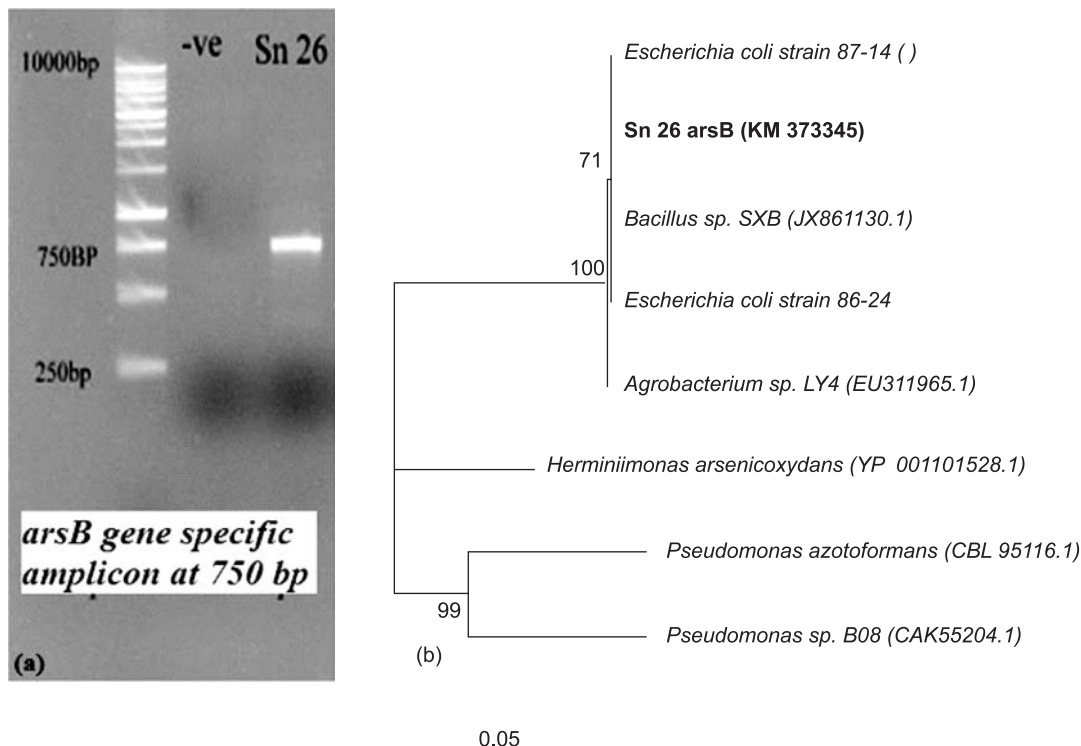 10000bp
-ve
Sn 26
750BP
250bp
arsB gene specific
amplicon at 750 bp
(a)
Escherichia coli strain 87-14 ( )
Sn 26 arsB (KM 373345)
71
Bacillus sp. SXB (JX861130.1)
100
Escherichia coli strain 86-24
Agrobacterium sp. LY4 (EU311965.1)
Herminiimonas arsenicoxydans (YP 001101528.1)
Pseudomonas azotoformans (CBL 95116.1)
99
Pseudomonas sp. B08 (CAK55204.1)
(b)
0.05